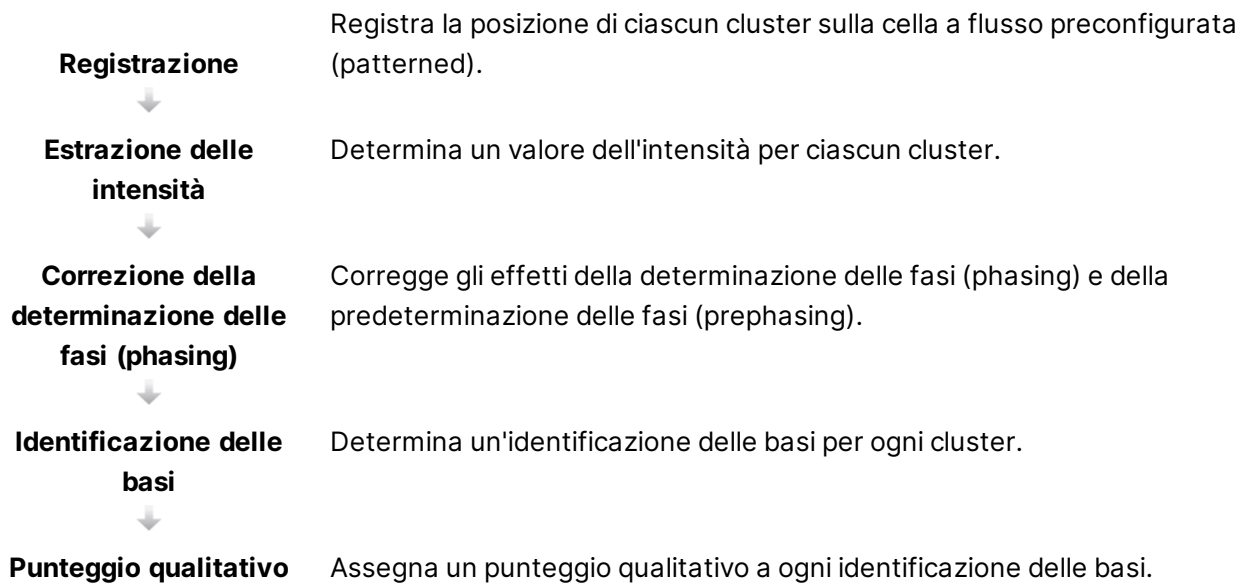 Registra la posizione di ciascun cluster sulla cella a flusso preconfigurata
Registrazione
(patterned).
Estrazione delle
intensità
Determina un valore dell'intensità per ciascun cluster.
Correzione della
determinazione delle
fasi (phasing)
Corregge gli effetti della determinazione delle fasi (phasing) e della
predeterminazione delle fasi (prephasing).
Identificazione delle
basi
Determina un'identificazione delle basi per ogni cluster.
Punteggio qualitativo
Assegna un punteggio qualitativo a ogni identificazione delle basi.